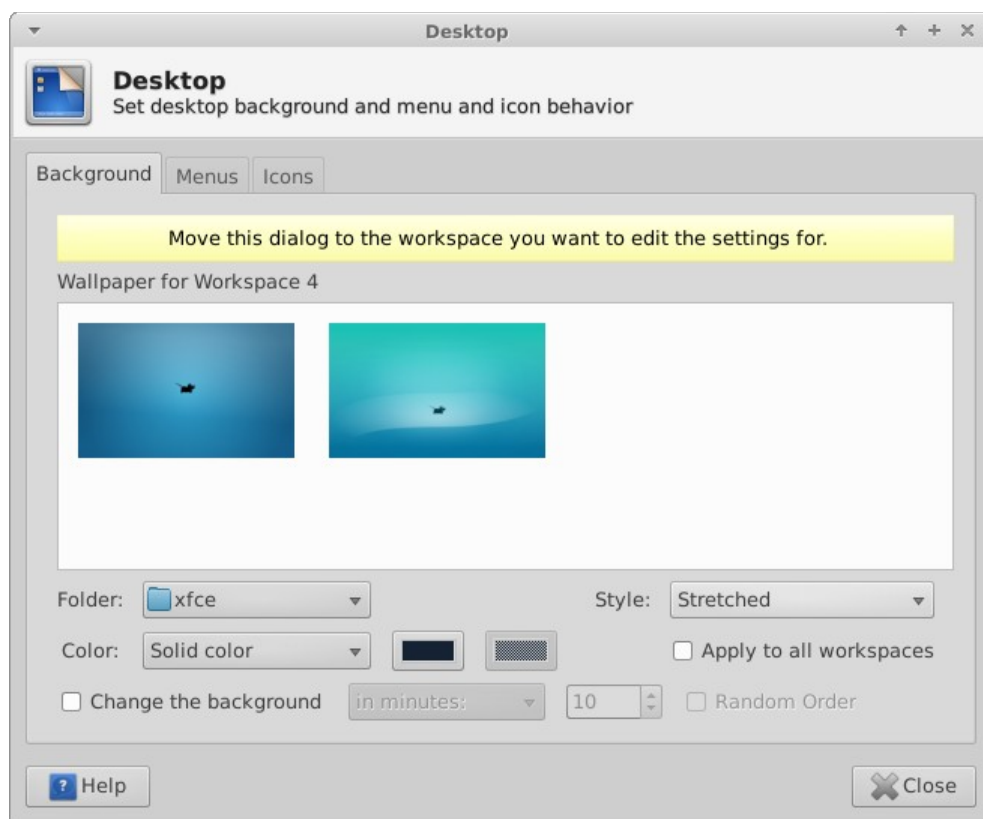 Desktop
Desktop
Set desktop background and menu and icon behavior
Background Menus Icons
Move this dialog to the workspace you want to edit the settings for.
Wallpaper for Workspace 4
Folder: xfce Style: Stretched
Color: Solid color Apply to all workspaces
Change the background in minutes: 10 Random Order
? Help Close